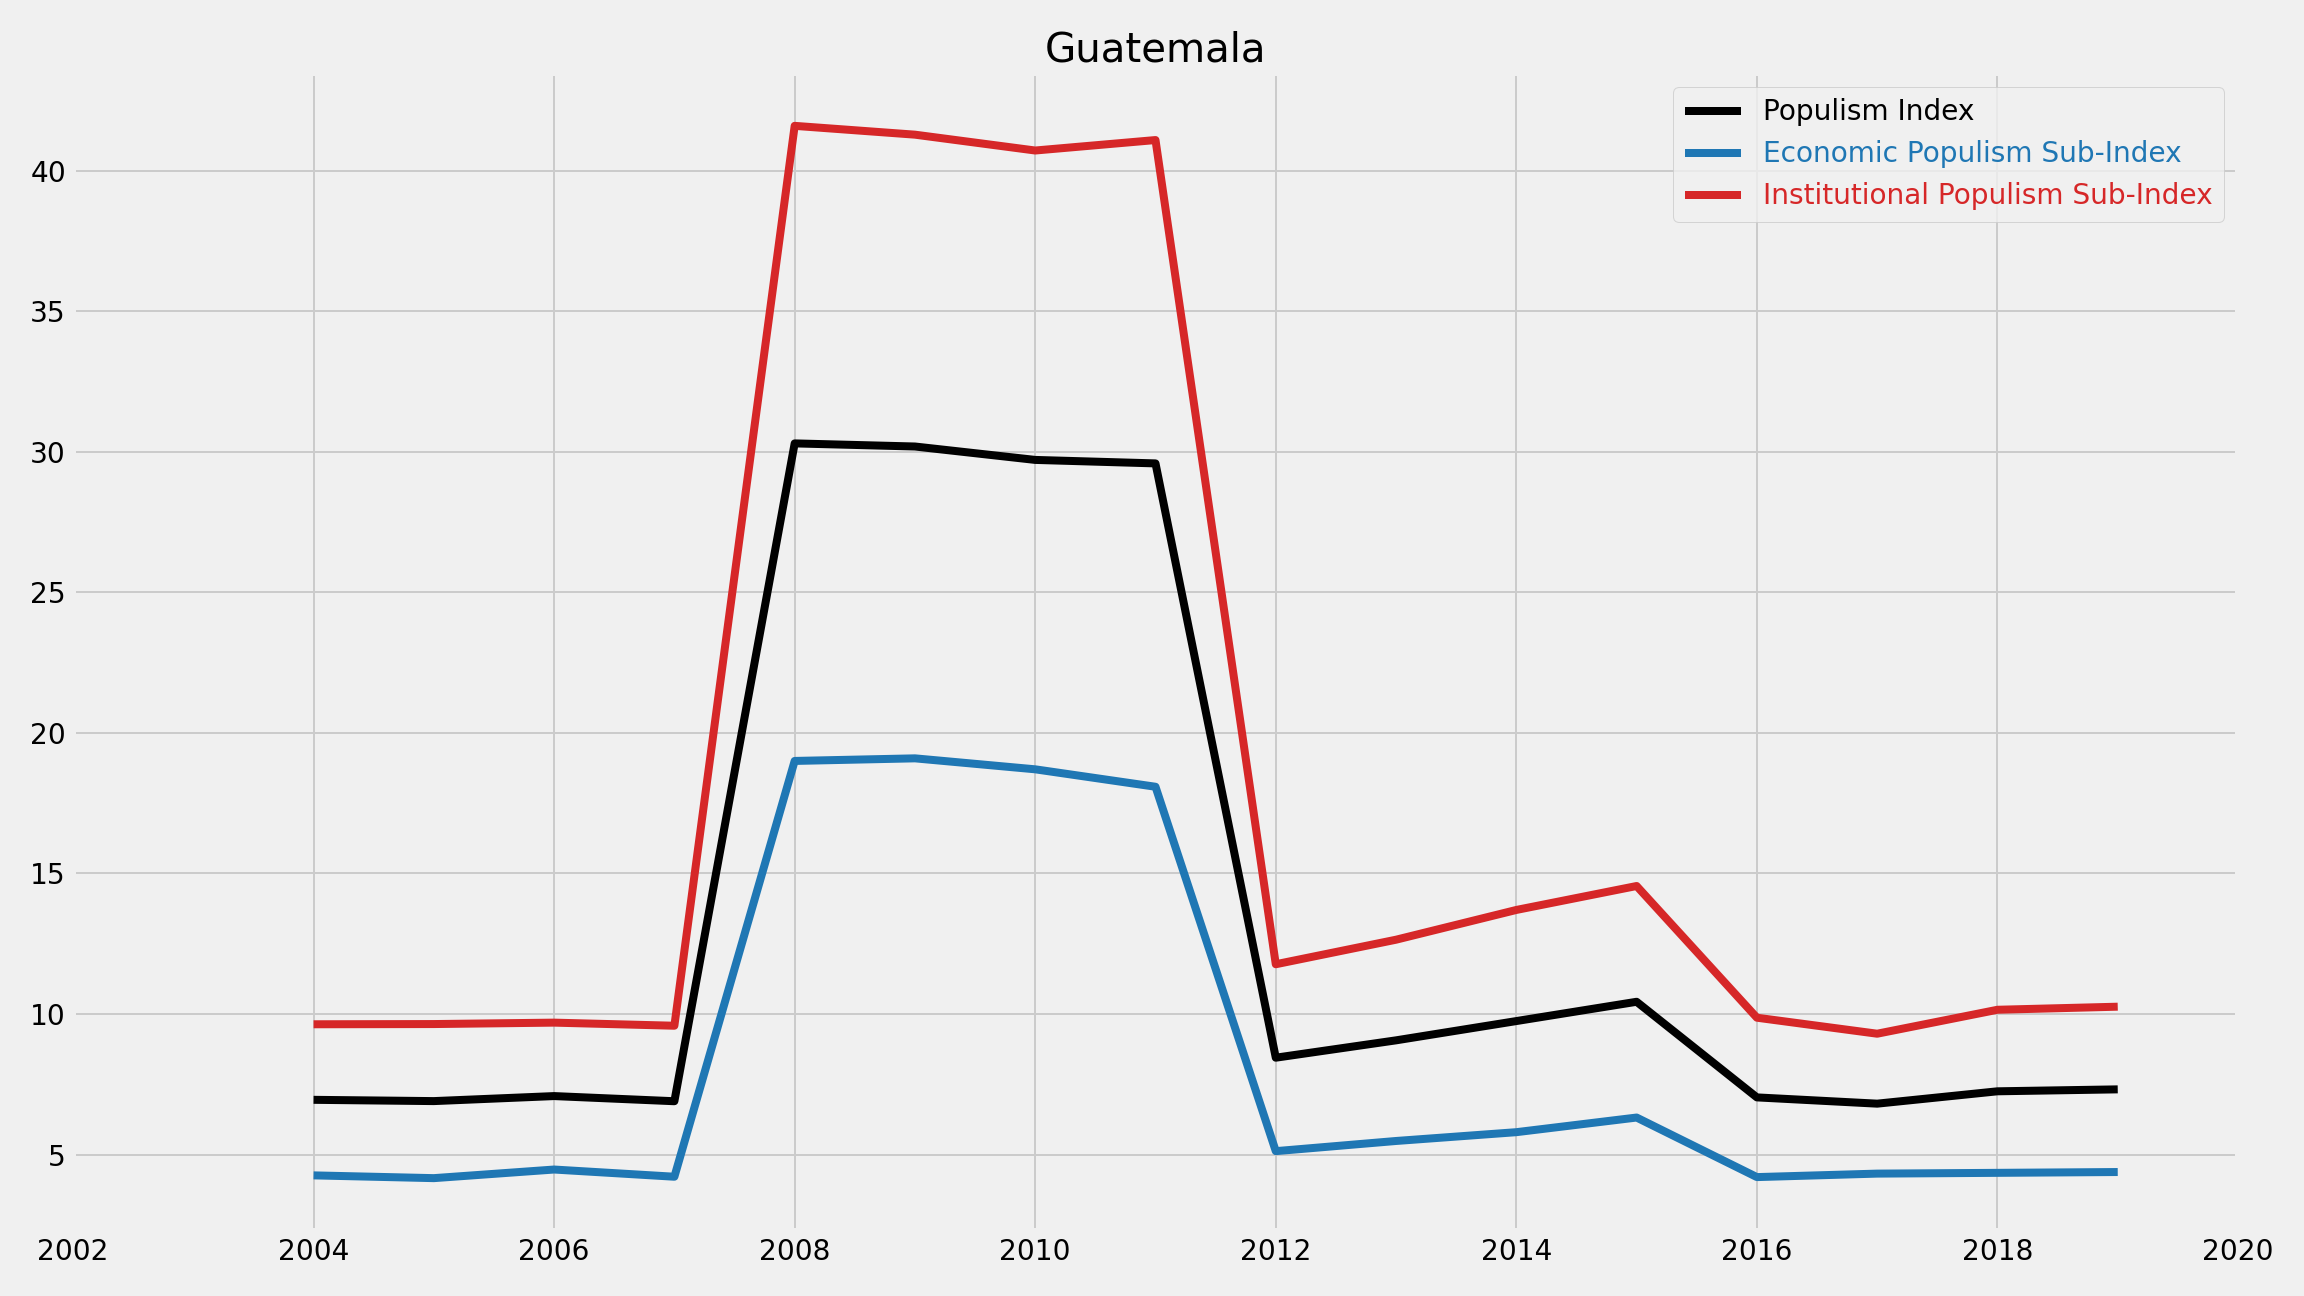 Guatemala
Populism Index
Economic Populism Sub-Index
Institutional Populism Sub-Index
40
35
30
25
20
15
10
5
2002 2004 2006 2008 2010 2012 2014 2016 2018 2020